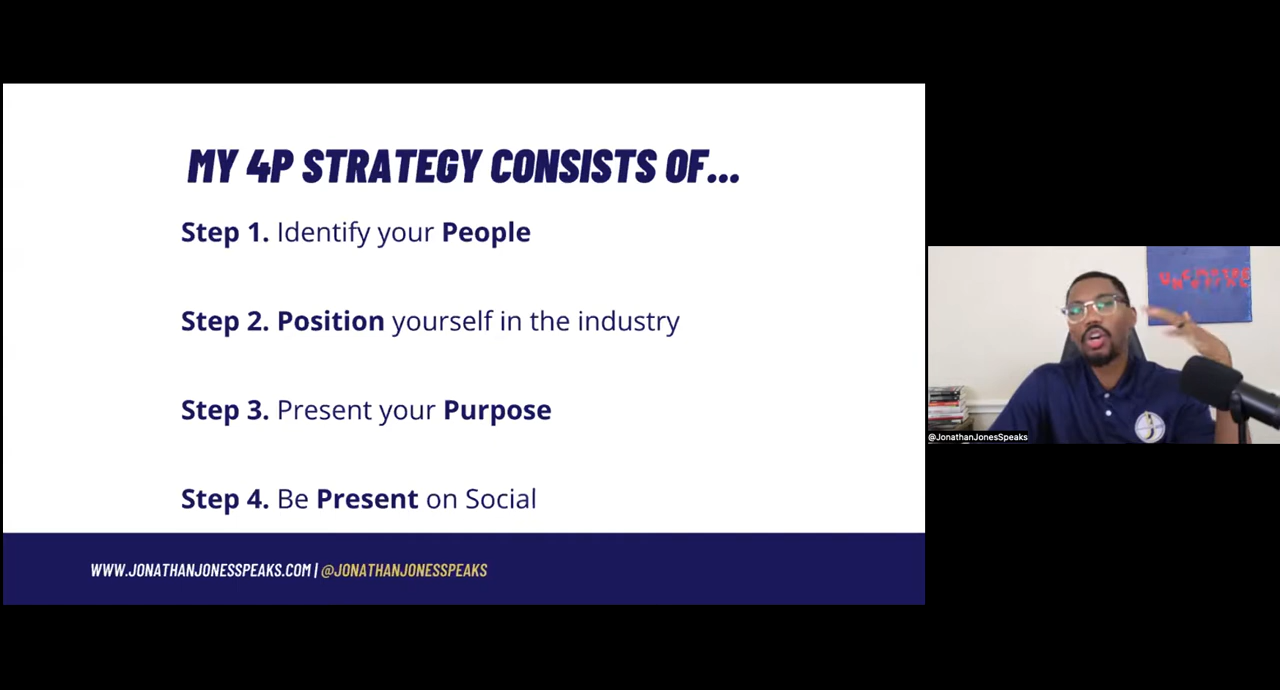 MY 4P STRATEGY CONSISTS OF...
Step 1. Identify your People
Step 2. Position yourself in the industry
Step 3. Present your Purpose
Step 4. Be Present on Social
WWW.JONATHANJONESSPEAKS.COM | @JONATHANJONESSPEAKS
@JonathanJonesSpeaks